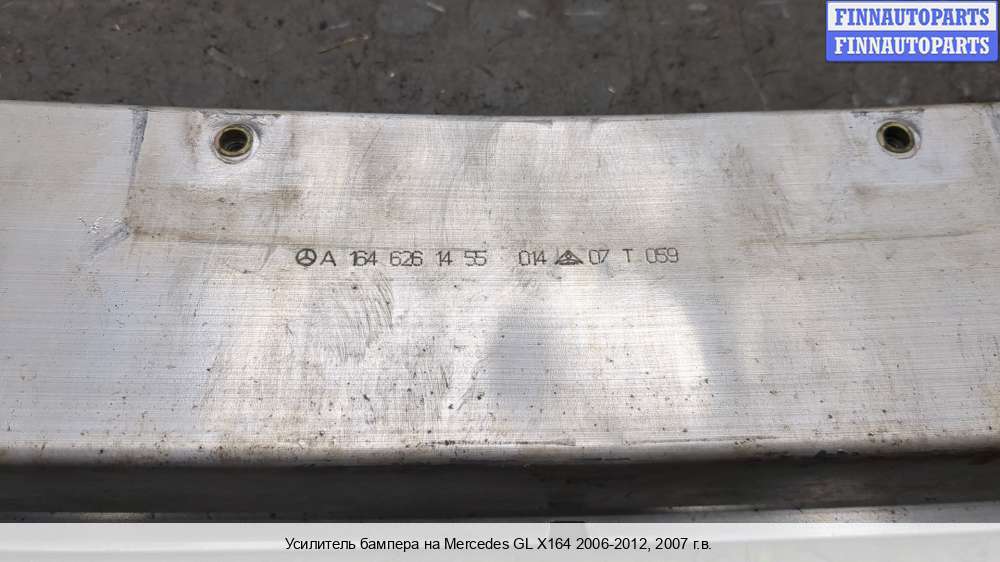 FINNAUTOPARTS
FINNAUTOPARTS
A 164 626 14 55 014 07 T 059
Усилитель бампера на Mercedes GL X164 2006-2012, 2007 г.в.